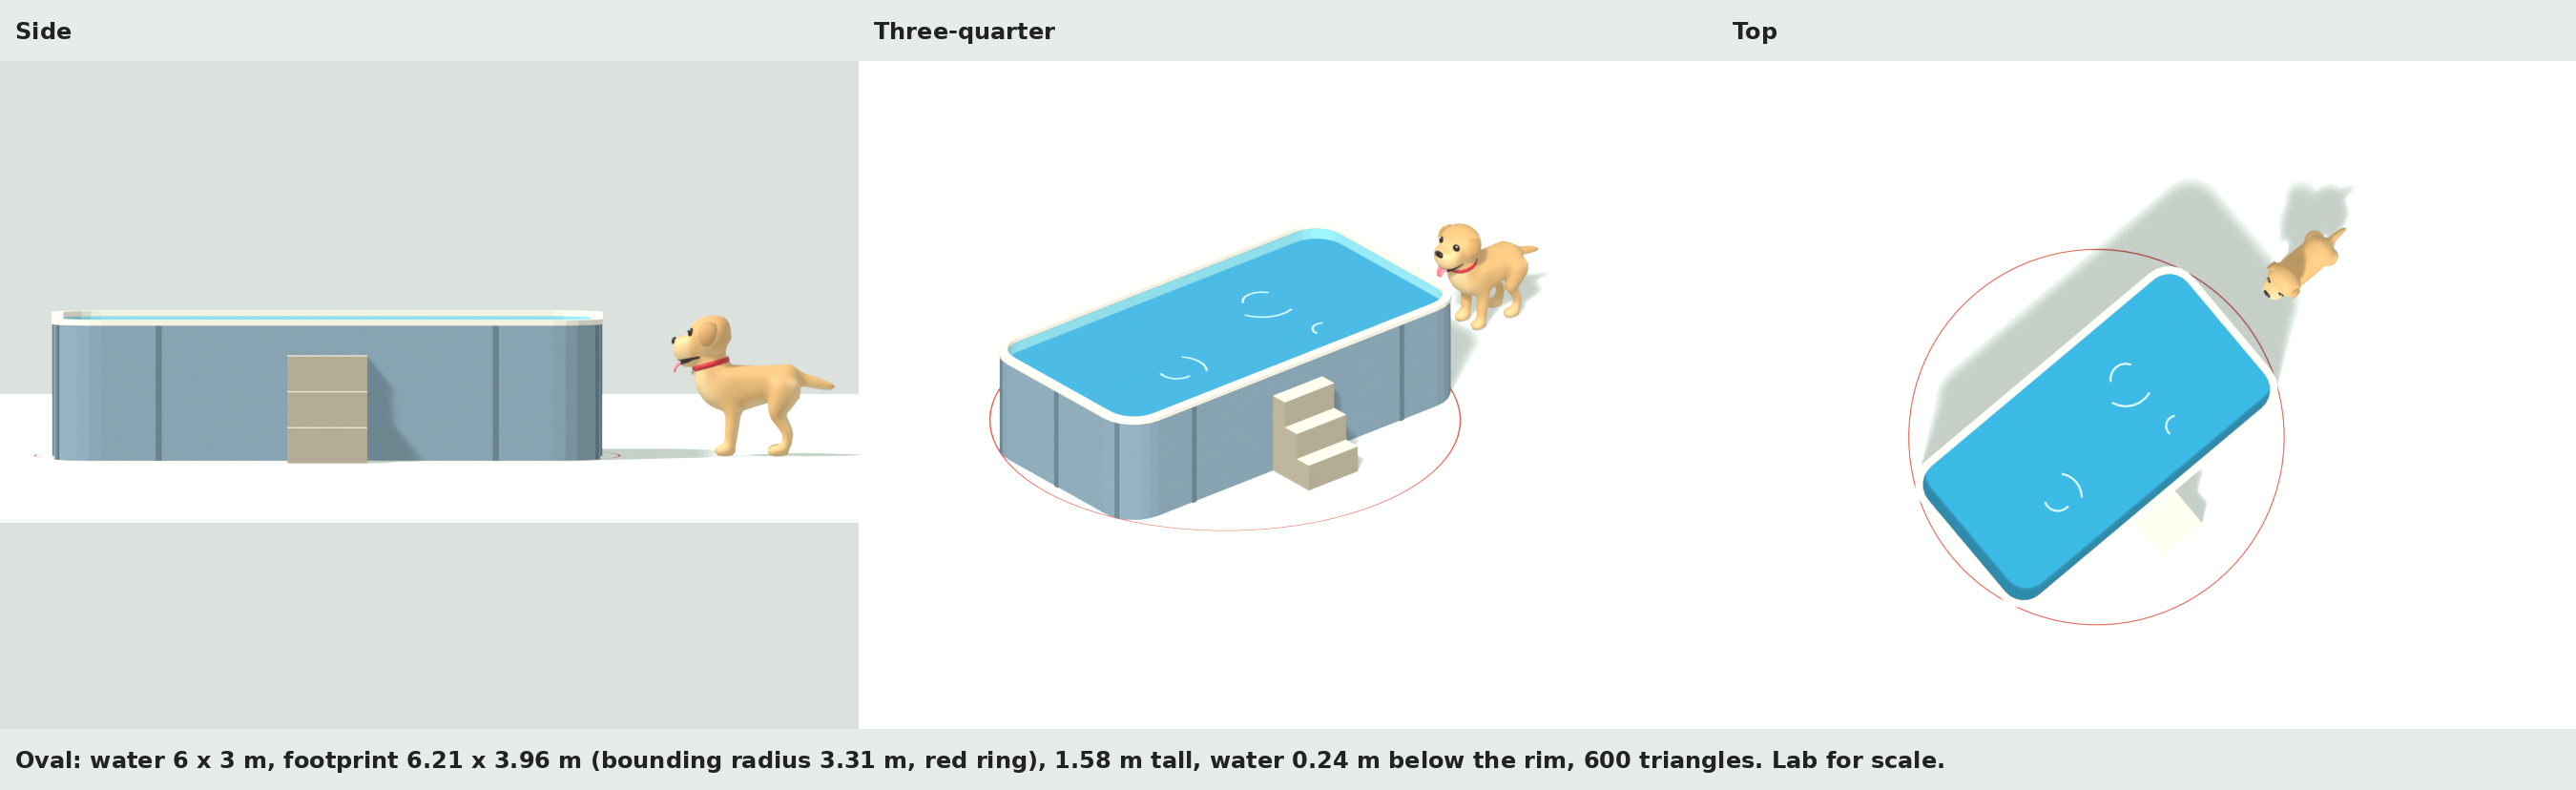 Side
Three-quarter
Top
Oval: water 6 x 3 m, footprint 6.21 x 3.96 m (bounding radius 3.31 m, red ring), 1.58 m tall, water 0.24 m below the rim, 600 triangles. Lab for scale.